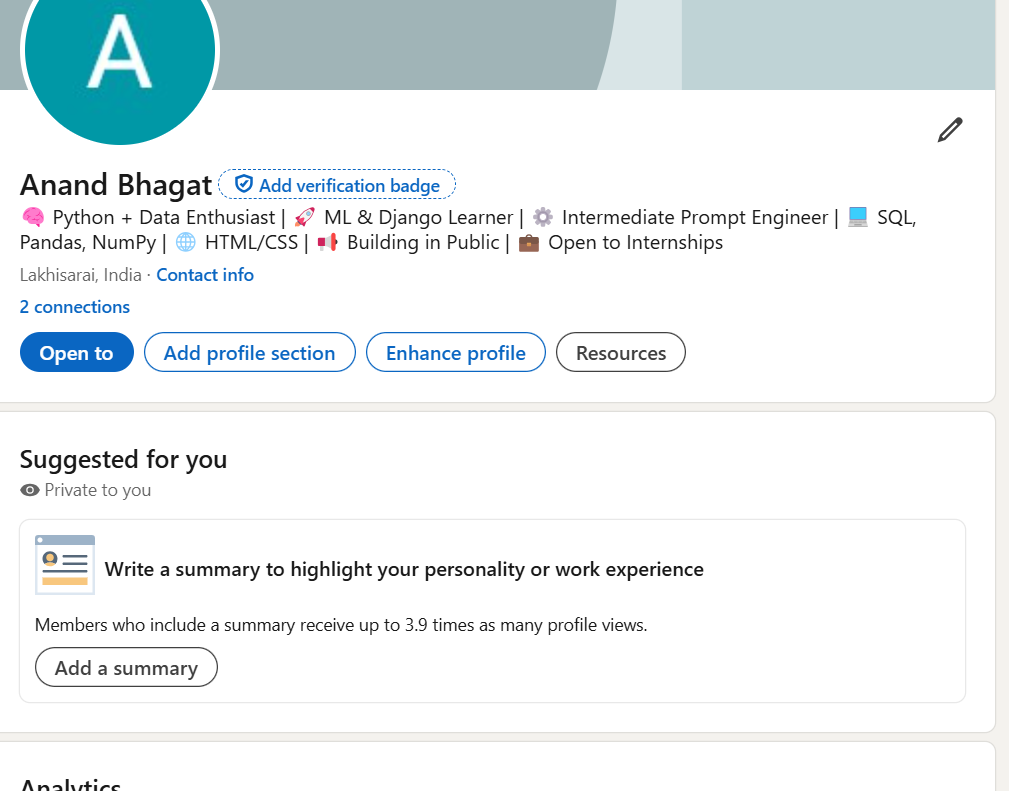 A
Anand Bhagat Add verification badge
🧠 Python + Data Enthusiast | 🚀 ML & Django Learner | ⚙️ Intermediate Prompt Engineer | 💻 SQL,
Pandas, NumPy | 🌐 HTML/CSS | 📢 Building in Public | 💼 Open to Internships
Lakhisarai, India · Contact info
2 connections
Open to Add profile section Enhance profile Resources
Suggested for you
Private to you
Write a summary to highlight your personality or work experience
Members who include a summary receive up to 3.9 times as many profile views.
Add a summary
Analytics